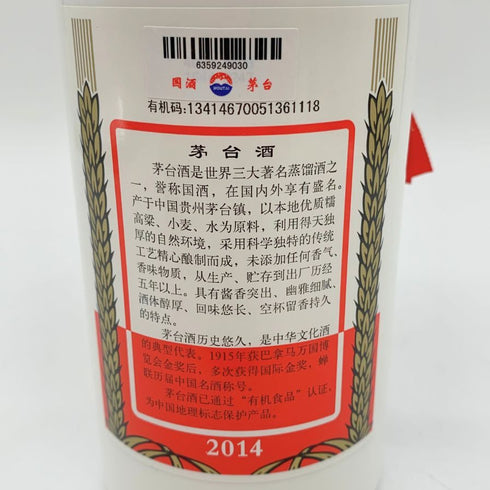 6359249030
国酒 MOUTAI 茅台
有机码:13414670051361118
茅台酒
茅台酒是世界三大著名蒸馏酒之
一，誉称国酒，在国内外享有盛名。
产于中国贵州茅台镇，以本地优质糯
高粱、小麦、水为原料，利用得天独
厚的自然环境，采用科学独特的传统
工艺精心酿制而成，未添加任何香气、
香味物质，从生产、贮存到出厂历经
五年以上。具有酱香突出、幽雅细腻、
酒体醇厚、回味悠长、空杯留香持久
的特点。
茅台酒历史悠久，是中华文化酒
的典型代表。1915年获巴拿马万国博
览会金奖后，多次获得国际金奖，蝉
联历届中国名酒称号。
茅台酒已通过“有机食品”认证，
为中国地理标志保护产品。
2014